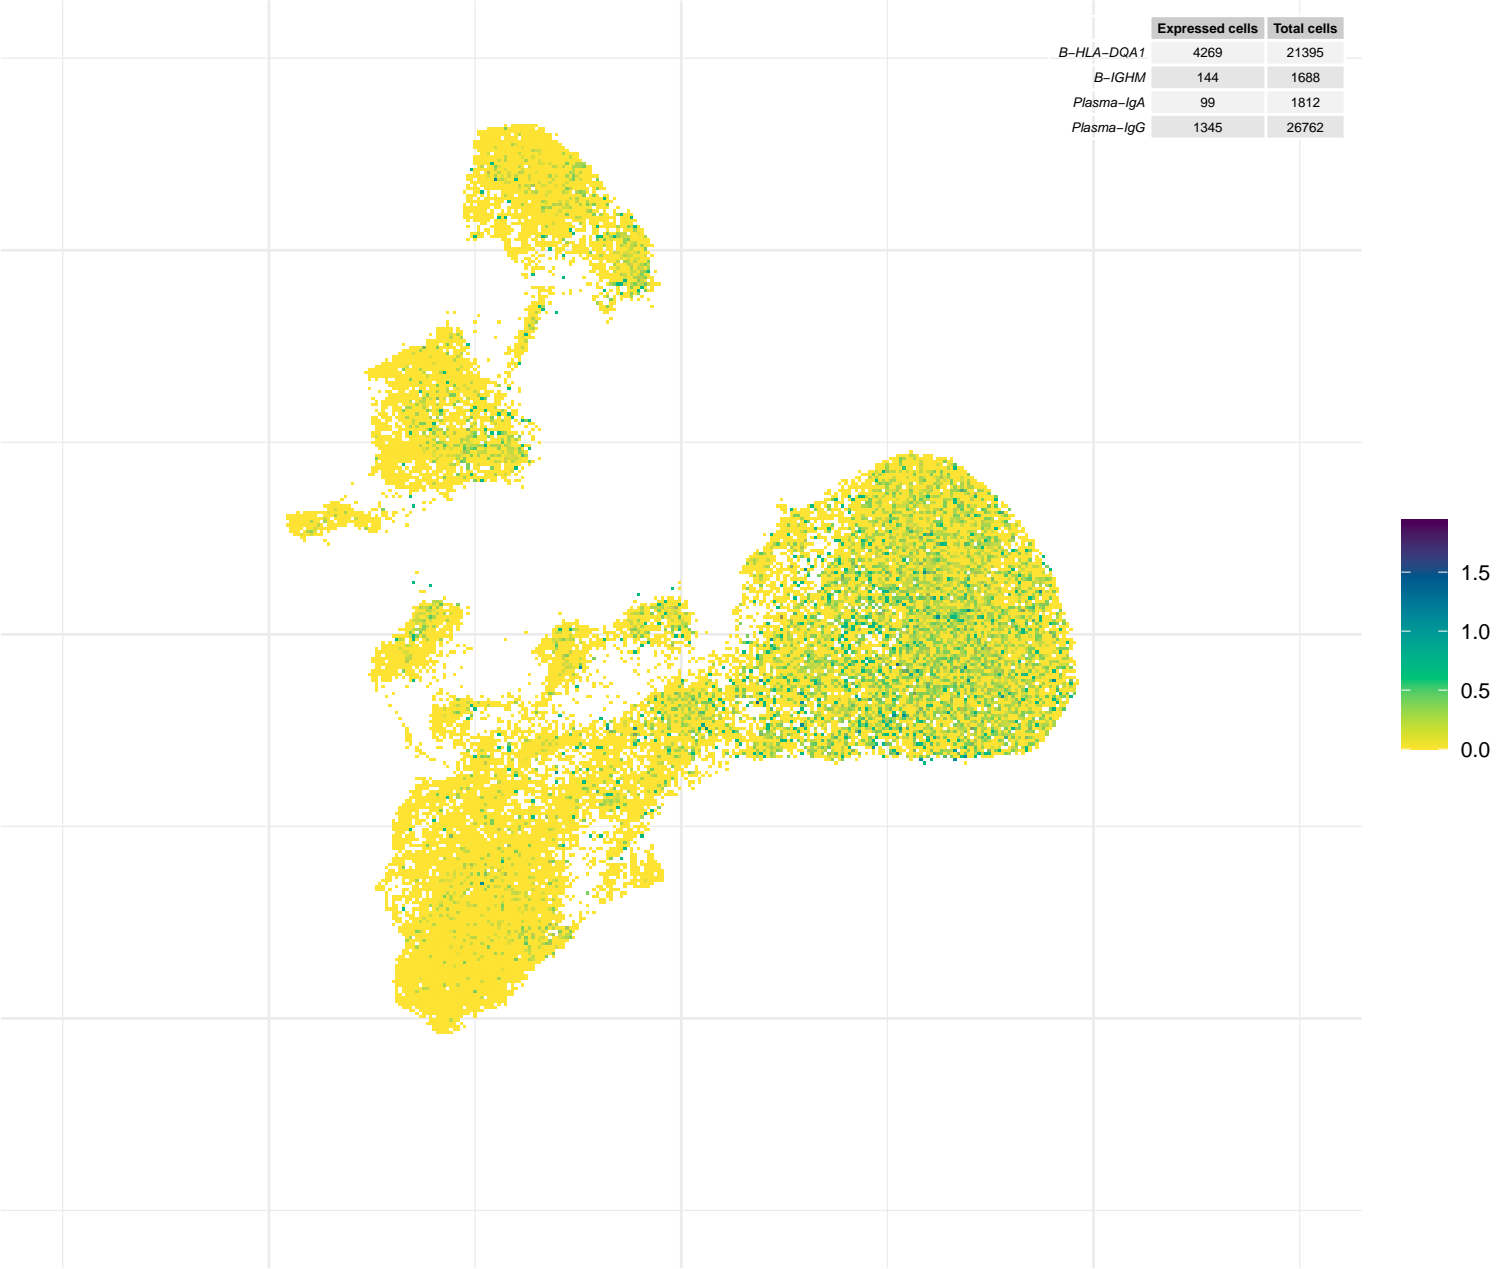 Expressed cells Total cells
B−HLA−DQA1 4269 21395
B−IGHM 144 1688
Plasma−IgA 99 1812
Plasma−IgG 1345 26762
1.5
1.0
0.5
0.0